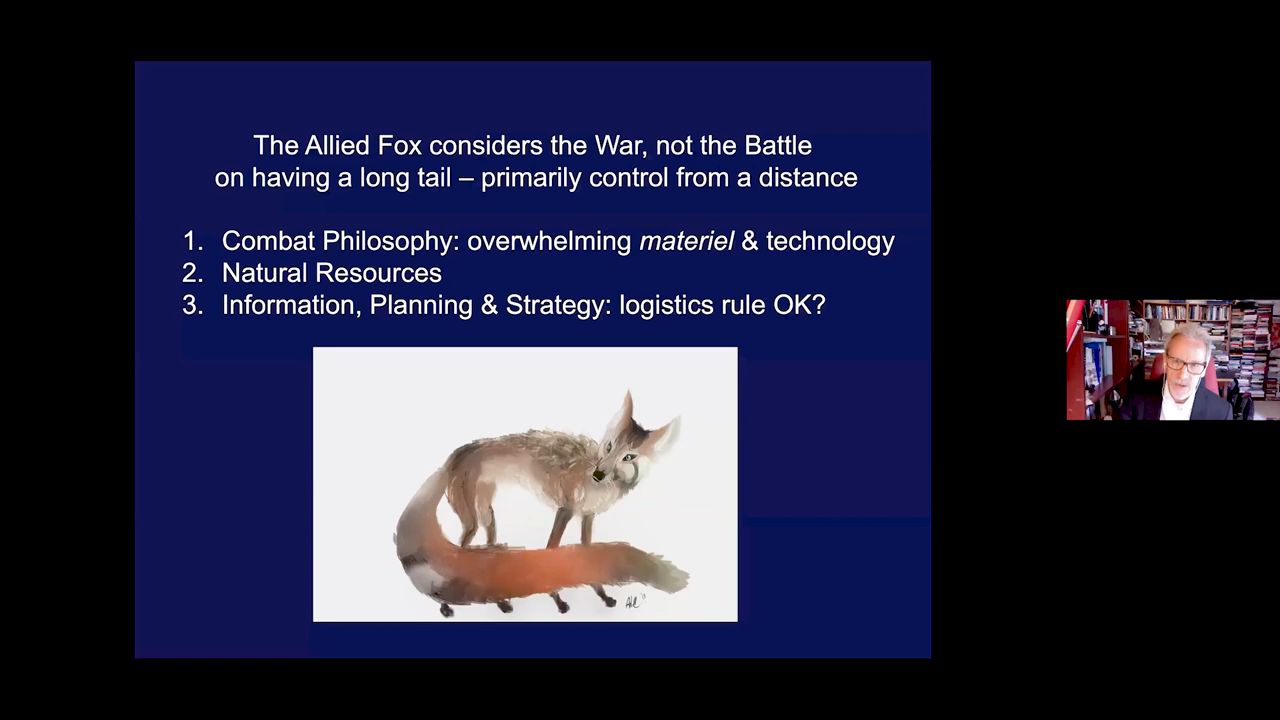 The Allied Fox considers the War, not the Battle
on having a long tail – primarily control from a distance
1. Combat Philosophy: overwhelming materiel & technology
2. Natural Resources
3. Information, Planning & Strategy: logistics rule OK?